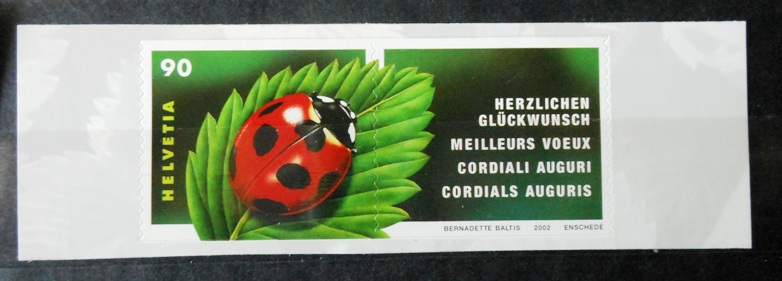 90
HELVETIA
HERZLICHEN
GLÜCKWUNSCH
MEILLEURS VOEUX
CORDIALI AUGURI
CORDIALS AUGURIS
BERNADETTE BALTIS 2002 ENSCHEDE